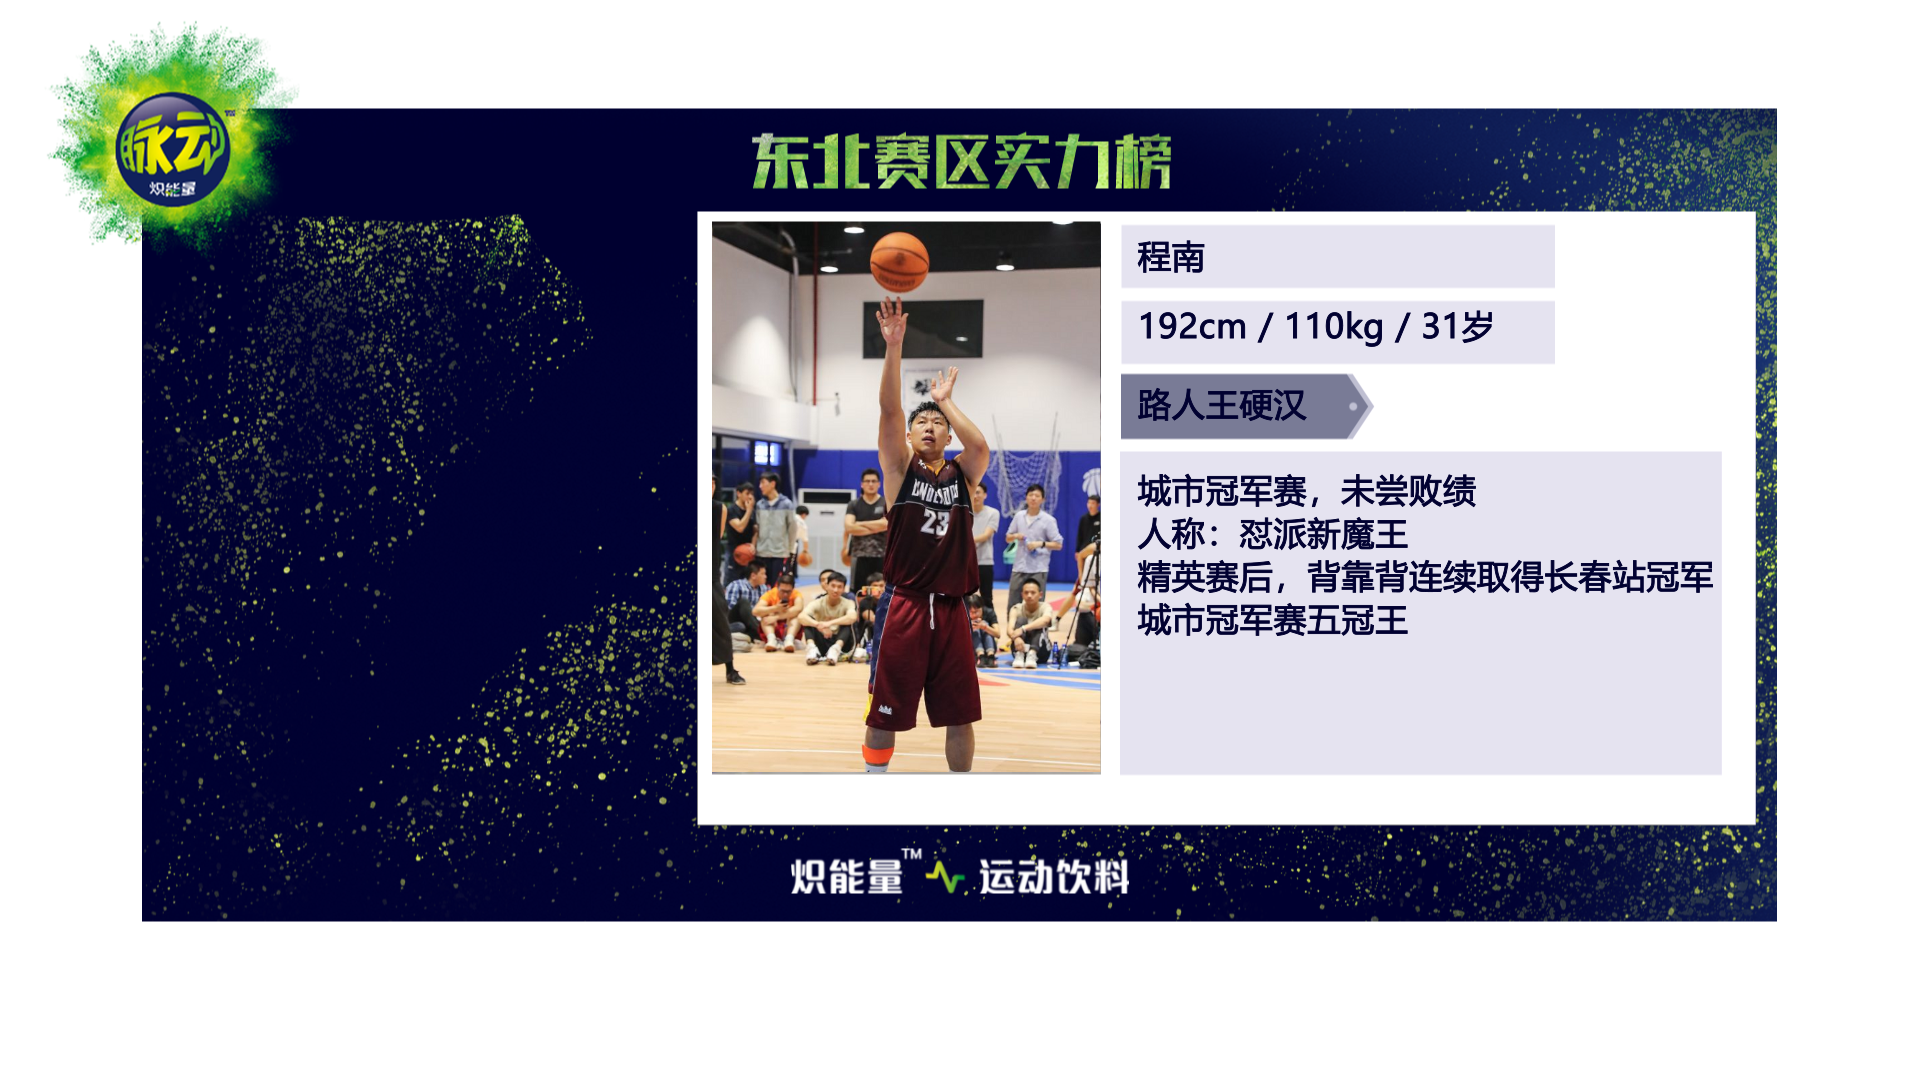 脉动
TM
炽能量
东北赛区实力榜
程南
192cm / 110kg / 31岁
路人王硬汉
城市冠军赛，未尝败绩
人称：怼派新魔王
精英赛后，背靠背连续取得长春站冠军
城市冠军赛五冠王
23
炽能量™ 运动饮料